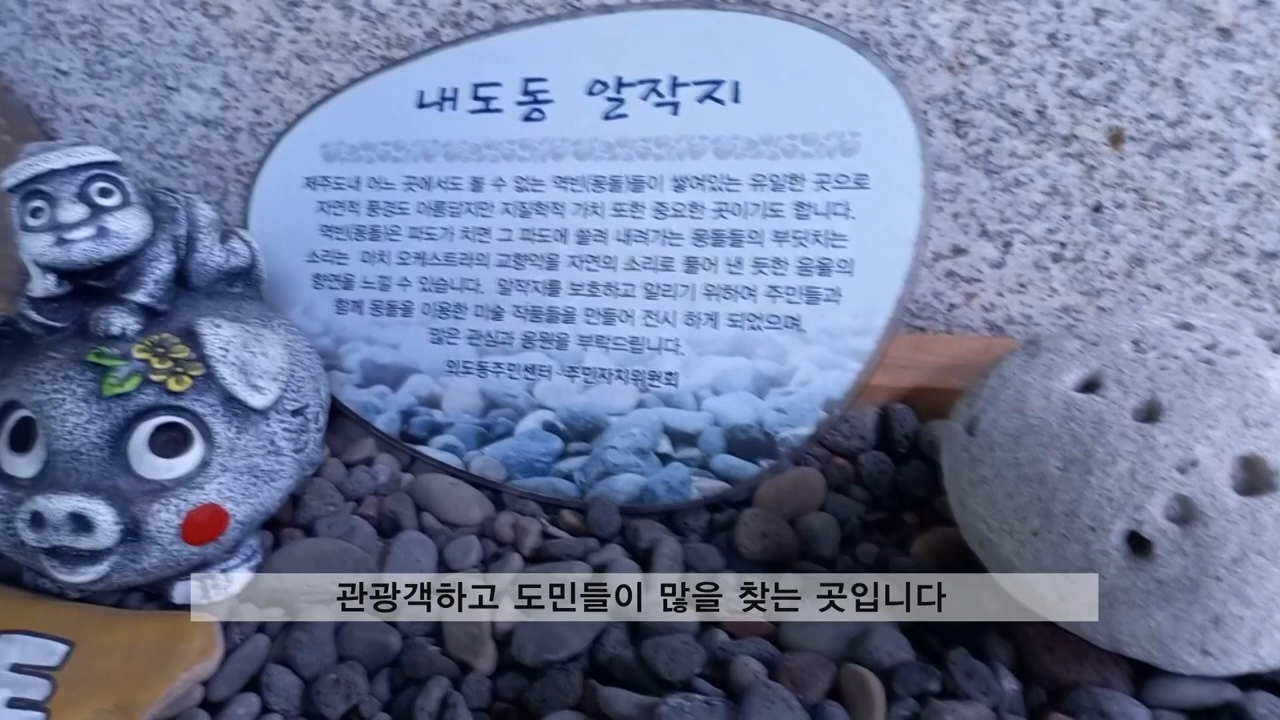 내도동 알작지
제주도내 어느 곳에서도 볼 수 없는 역빈(몽돌)들이 쌓여있는 유일한 곳으로
자연적 풍경도 아름답지만 지질학적 가치 또한 중요한 곳이기도 합니다.
역빈(몽돌)은 파도가 치면 그 파도에 쓸려 내려가는 몽돌들의 부딪치는
소리는 마치 오케스트라의 교향악을 자연의 소리로 풀어 낸 듯한 음율의
향연을 느낄 수 있습니다. 알작지를 보호하고 알리기 위하여 주민들과
함께 몽돌을 이용한 미술 작품들을 만들어 전시 하게 되었으며,
많은 관심과 응원을 부탁드립니다.
외도동주민센터·주민자치위원회
관광객하고 도민들이 많을 찾는 곳입니다